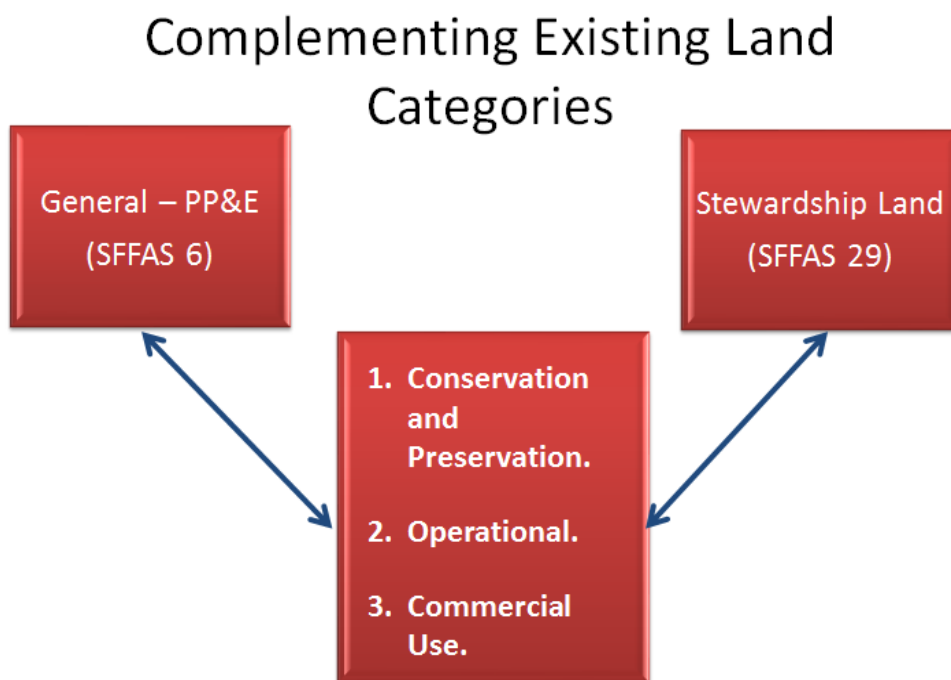 Complementing Existing Land
Categories
General – PP&E
(SFFAS 6)
Stewardship Land
(SFFAS 29)
1. Conservation
and
Preservation.
2. Operational.
3. Commercial
Use.